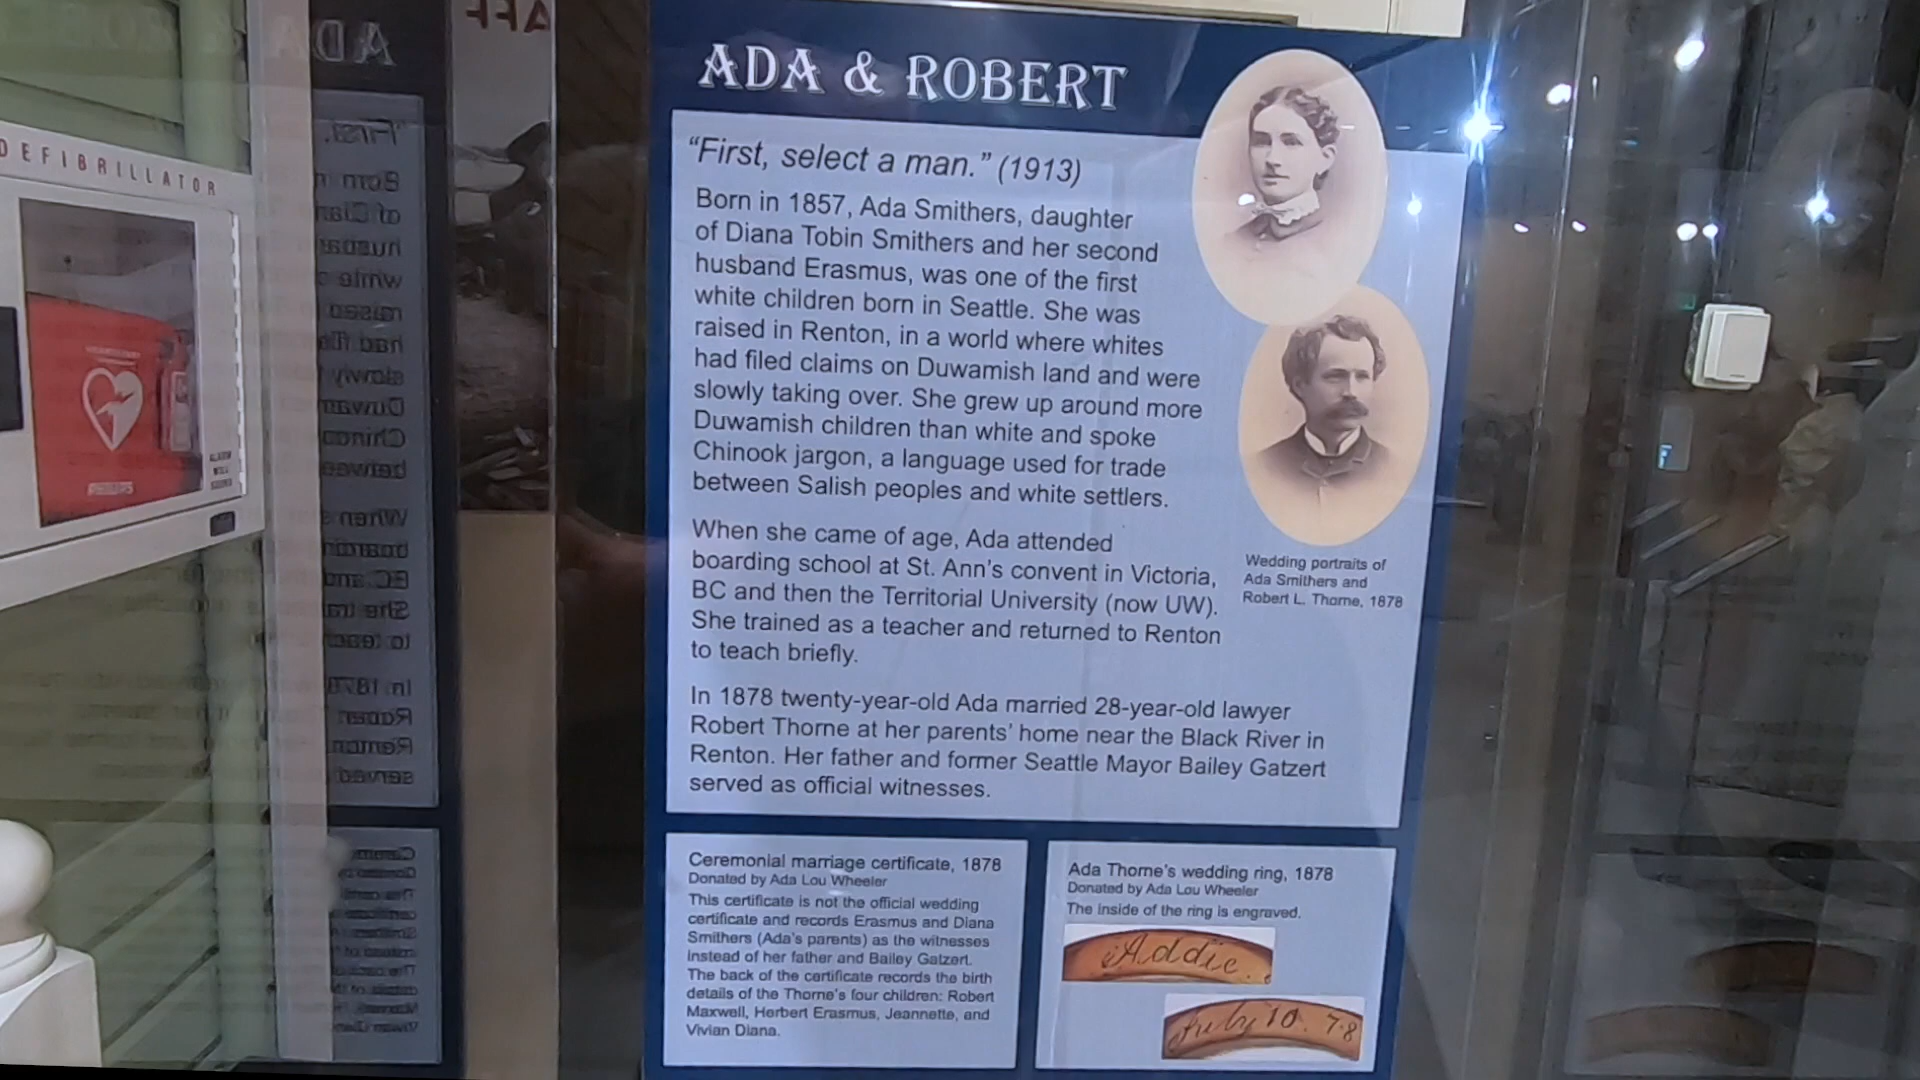 DEFIBRILLATOR
ADA & ROBERT
“First, select a man.” (1913)
Born in 1857, Ada Smithers, daughter
of Diana Tobin Smithers and her second
husband Erasmus, was one of the first
white children born in Seattle. She was
raised in Renton, in a world where whites
had filed claims on Duwamish land and were
slowly taking over. She grew up around more
Duwamish children than white and spoke
Chinook jargon, a language used for trade
between Salish peoples and white settlers.
When she came of age, Ada attended
boarding school at St. Ann's convent in Victoria,
BC and then the Territorial University (now UW).
She trained as a teacher and returned to Renton
to teach briefly.
In 1878 twenty-year-old Ada married 28-year-old lawyer
Robert Thorne at her parents' home near the Black River in
Renton. Her father and former Seattle Mayor Bailey Gatzert
served as official witnesses.
Wedding portraits of
Ada Smithers and
Robert L. Thorne, 1878
Ceremonial marriage certificate, 1878
Donated by Ada Lou Wheeler
This certificate is not the official wedding
certificate and records Erasmus and Diana
Smithers (Ada's parents) as the witnesses
instead of her father and Bailey Gatzert.
The back of the certificate records the birth
details of the Thorne's four children: Robert
Maxwell, Herbert Erasmus, Jeannette, and
Vivian Diana.
Ada Thorne's wedding ring, 1878
Donated by Ada Lou Wheeler
The inside of the ring is engraved.
Addie.
July 10. 78